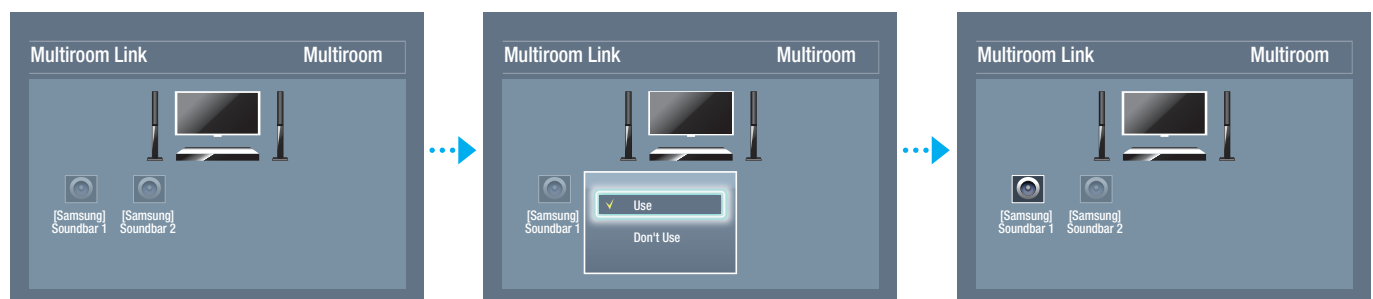 Multiroom Link Multiroom
[Samsung] [Samsung]
Soundbar 1 Soundbar 2
Multiroom Link Multiroom
[Samsung]
Soundbar 1
Use
Don't Use
Multiroom Link Multiroom
[Samsung] [Samsung]
Soundbar 1 Soundbar 2